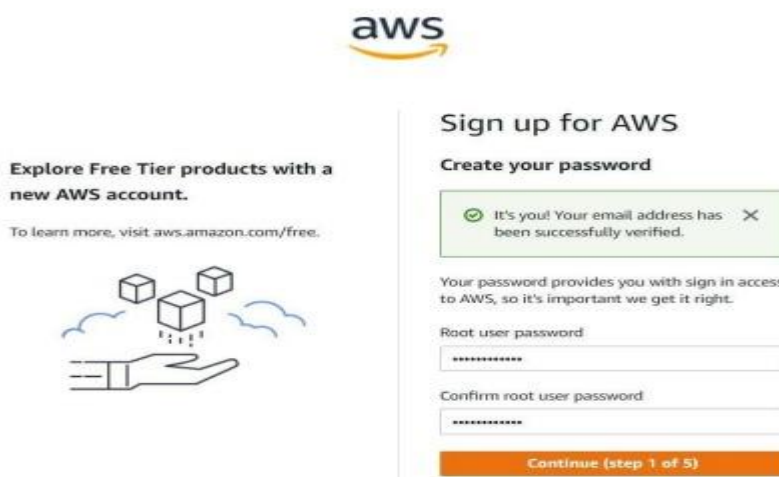 aws
Explore Free Tier products with a
new AWS account.
To learn more, visit aws.amazon.com/free.
Sign up for AWS
Create your password
It's you! Your email address has
been successfully verified.
Your password provides you with sign in access
to AWS, so it's important we get it right.
Root user password
••••••••••••
Confirm root user password
••••••••••••
Continue (step 1 of 5)